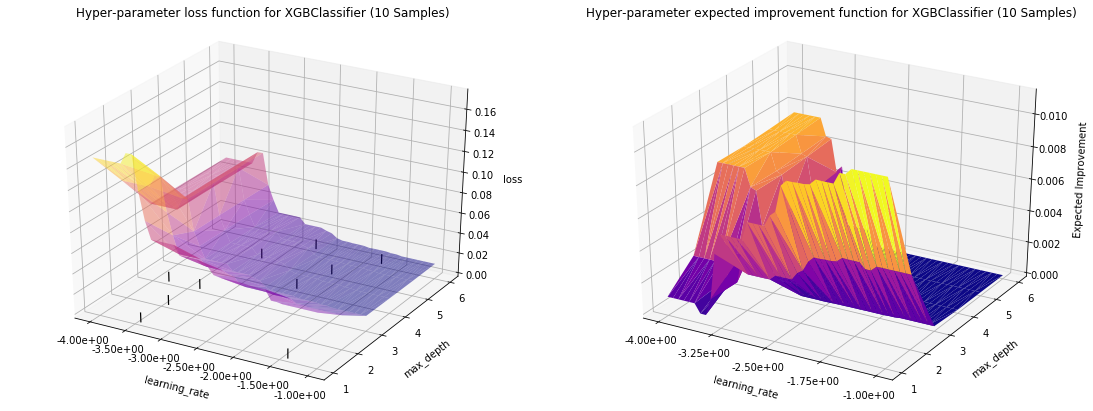 Hyper-parameter loss function for XGBClassifier (10 Samples)
0.16
0.14
0.12
0.10
0.08
0.06
0.04
0.02
0.00
loss
6
5
4
3
2
1
max_depth
-4.00e+00
-3.50e+00
-3.00e+00
-2.50e+00
-2.00e+00
-1.50e+00
-1.00e+00
learning_rate
Hyper-parameter expected improvement function for XGBClassifier (10 Samples)
0.010
0.008
0.006
0.004
0.002
0.000
Expected Improvement
6
5
4
3
2
1
max_depth
-4.00e+00
-3.25e+00
-2.50e+00
-1.75e+00
-1.00e+00
learning_rate